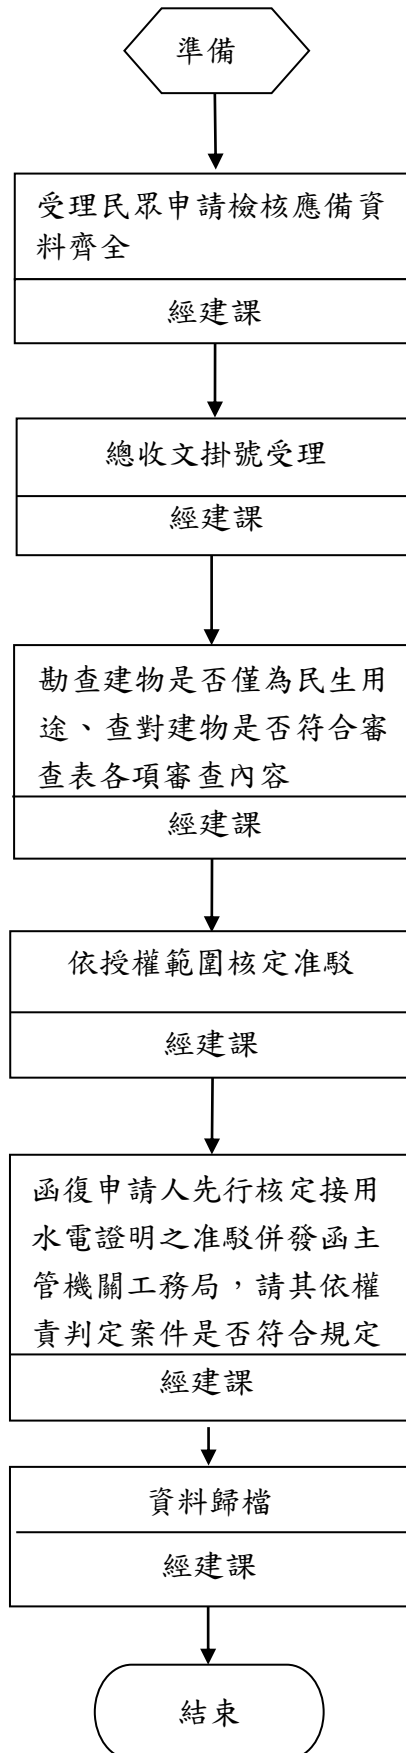 準備
受理民眾申請檢核應備資
料齊全
經建課
總收文掛號受理
經建課
勘查建物是否僅為民生用
途、查對建物是否符合審
查表各項審查內容
經建課
依授權範圍核定准駁
經建課
函復申請人先行核定接用
水電證明之准駁併發函主
管機關工務局，請其依權
責判定案件是否符合規定
經建課
資料歸檔
經建課
結束